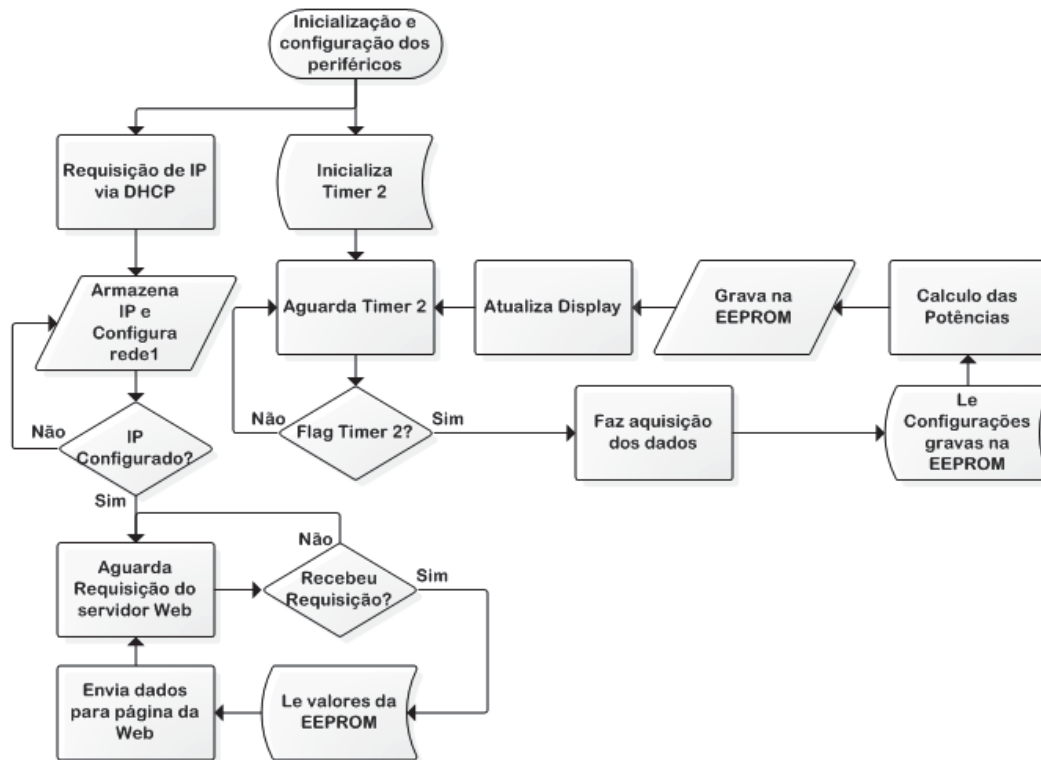 Inicialização e
configuração dos
periféricos
Requisição de IP
via DHCP
Inicializa
Timer 2
Armazena
IP e
Configura
rede1
Aguarda Timer 2
Atualiza Display
Grava na
EEPROM
Calculo das
Potências
Não
IP
Configurado?
Sim
Não
Flag Timer 2?
Sim
Faz aquisição
dos dados
Le
Configurações
gravas na
EEPROM
Aguarda
Requisição do
servidor Web
Não
Recebeu
Requisição?
Sim
Envia dados
para página da
Web
Le valores da
EEPROM